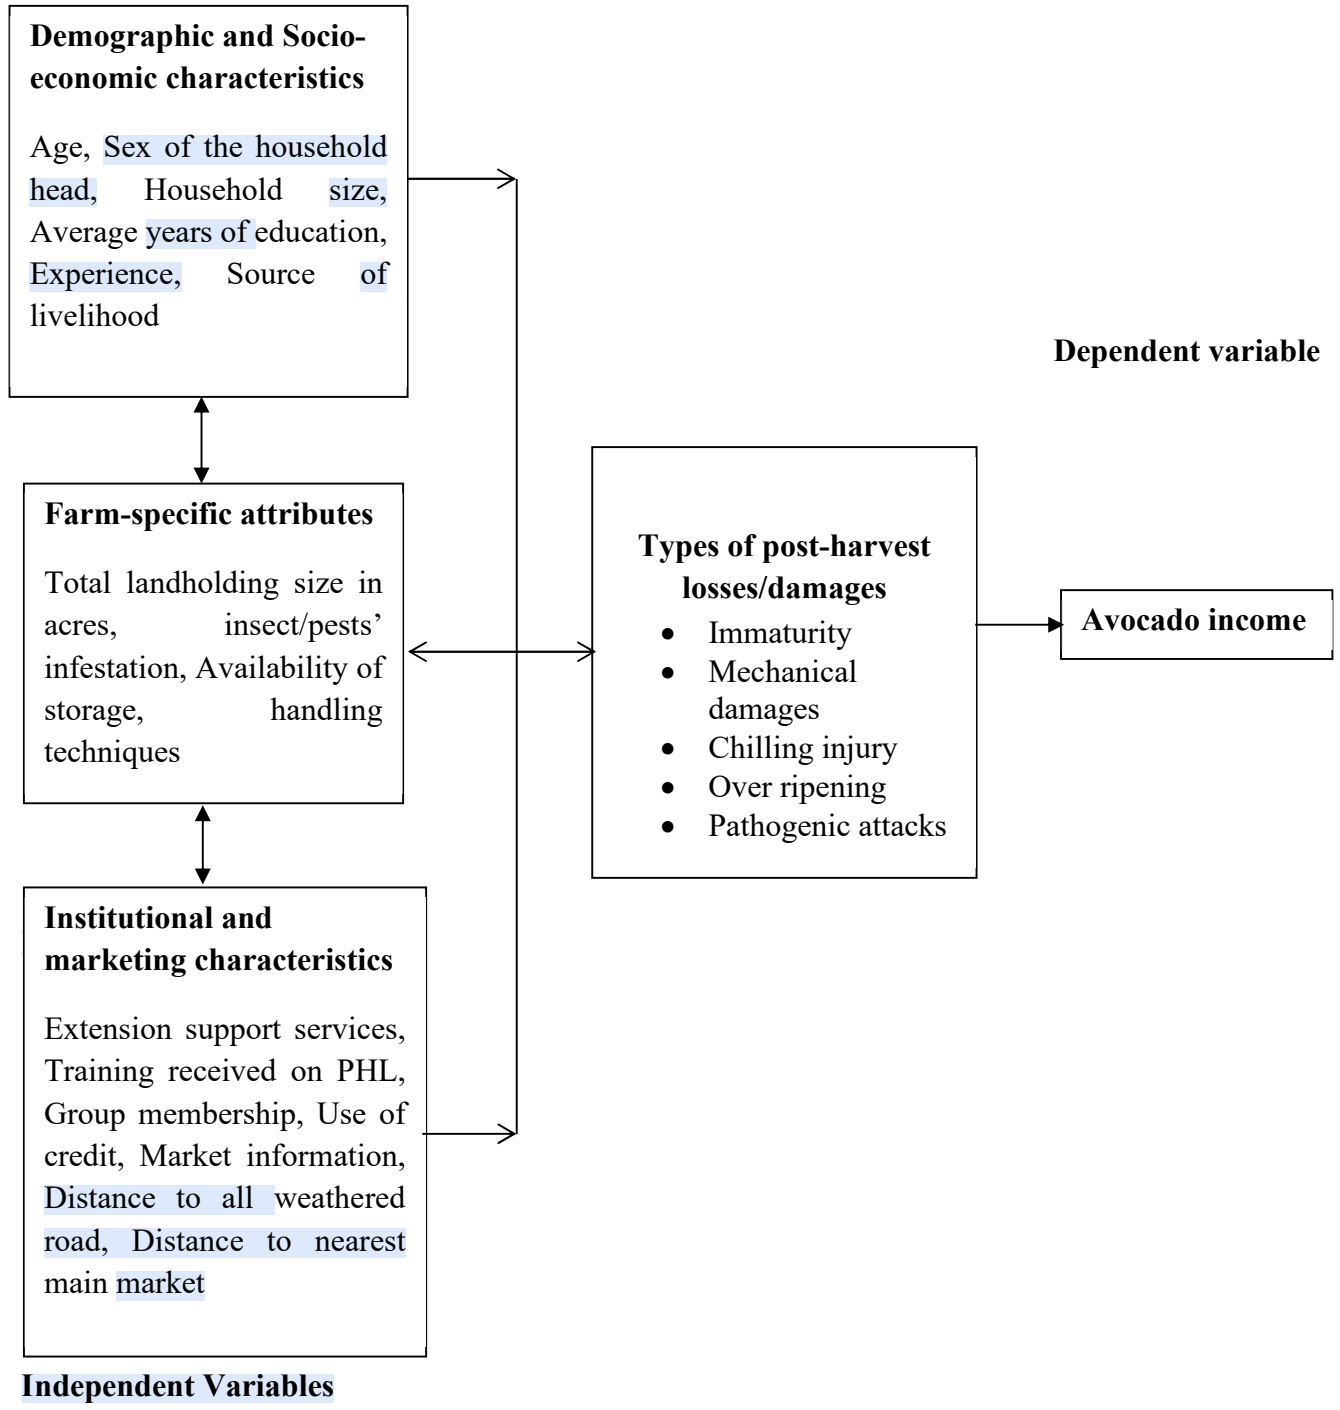 Demographic and Socio-
economic characteristics
Age, Sex of the household
head, Household size,
Average years of education,
Experience, Source of
livelihood
Dependent variable
Farm-specific attributes
Total landholding size in
acres, insect/pests’
infestation, Availability of
storage, handling
techniques
Types of post-harvest
losses/damages
• Immaturity
• Mechanical
damages
• Chilling injury
• Over ripening
• Pathogenic attacks
Avocado income
Institutional and
marketing characteristics
Extension support services,
Training received on PHL,
Group membership, Use of
credit, Market information,
Distance to all weathered
road, Distance to nearest
main market
Independent Variables